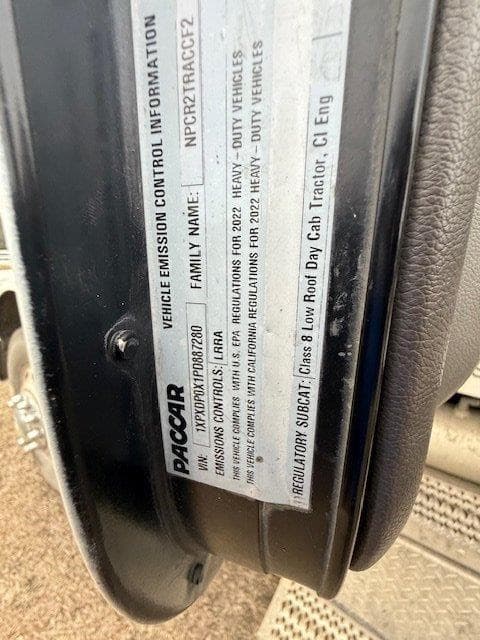 VEHICLE EMISSION CONTROL INFORMATION
PACCAR
VIN: 1XPXDP0X1PD887280 FAMILY NAME: NPCR2TRACCF2
EMISSIONS CONTROLS: LRRA
THIS VEHICLE COMPLIES WITH U.S. EPA REGULATIONS FOR 2022 HEAVY - DUTY VEHICLES
THIS VEHICLE COMPLIES WITH CALIFORNIA REGULATIONS FOR 2022 HEAVY - DUTY VEHICLES
REGULATORY SUBCAT: Class 8 Low Roof Day Cab Tractor, CI Eng